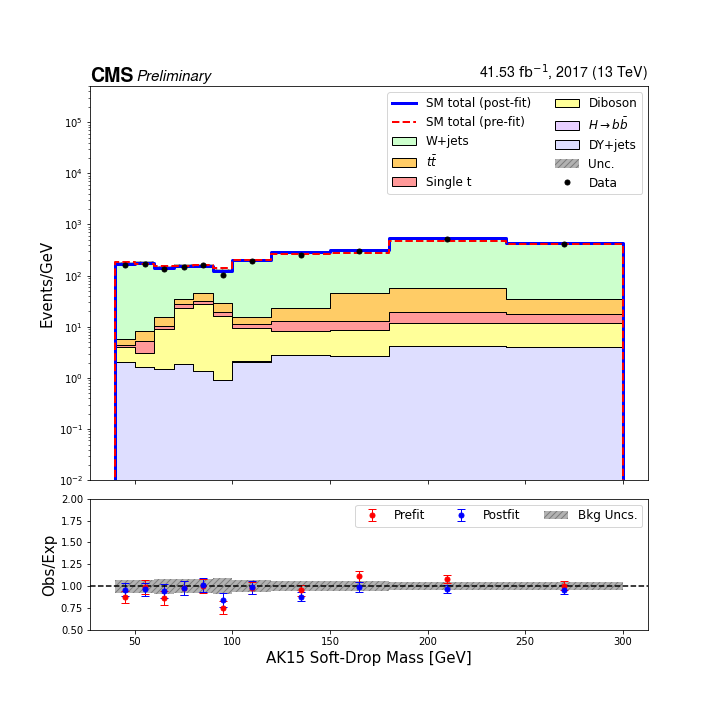 CMS Preliminary 41.53 fb⁻¹, 2017 (13 TeV)
SM total (post-fit)
SM total (pre-fit)
W+jets
tt̄
Single t
Diboson
H→bb̄
DY+jets
Unc.
Data
Events/GeV
10⁵
10⁴
10³
10²
10¹
10⁰
10⁻¹
10⁻²
Prefit Postfit Bkg Uncs.
Obs/Exp
2.00
1.75
1.50
1.25
1.00
0.75
0.50
50 100 150 200 250 300
AK15 Soft-Drop Mass [GeV]